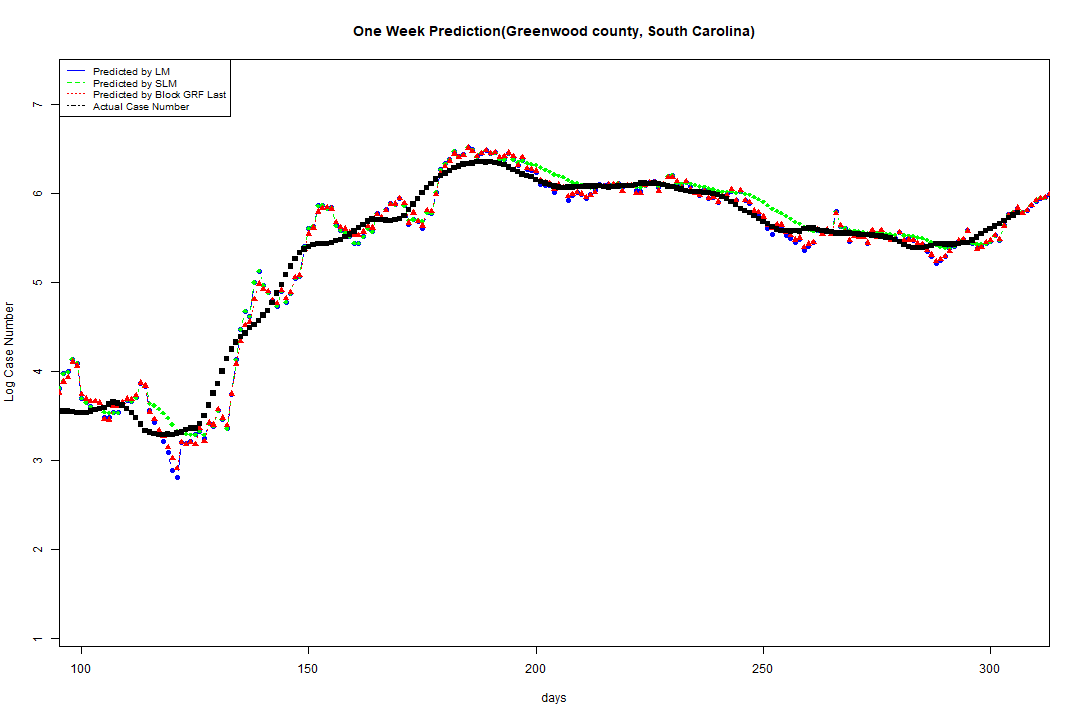 One Week Prediction(Greenwood county, South Carolina)
Predicted by LM
Predicted by SLM
Predicted by Block GRF Last
Actual Case Number
7
6
5
4
3
2
1
Log Case Number
100 150 200 250 300
days